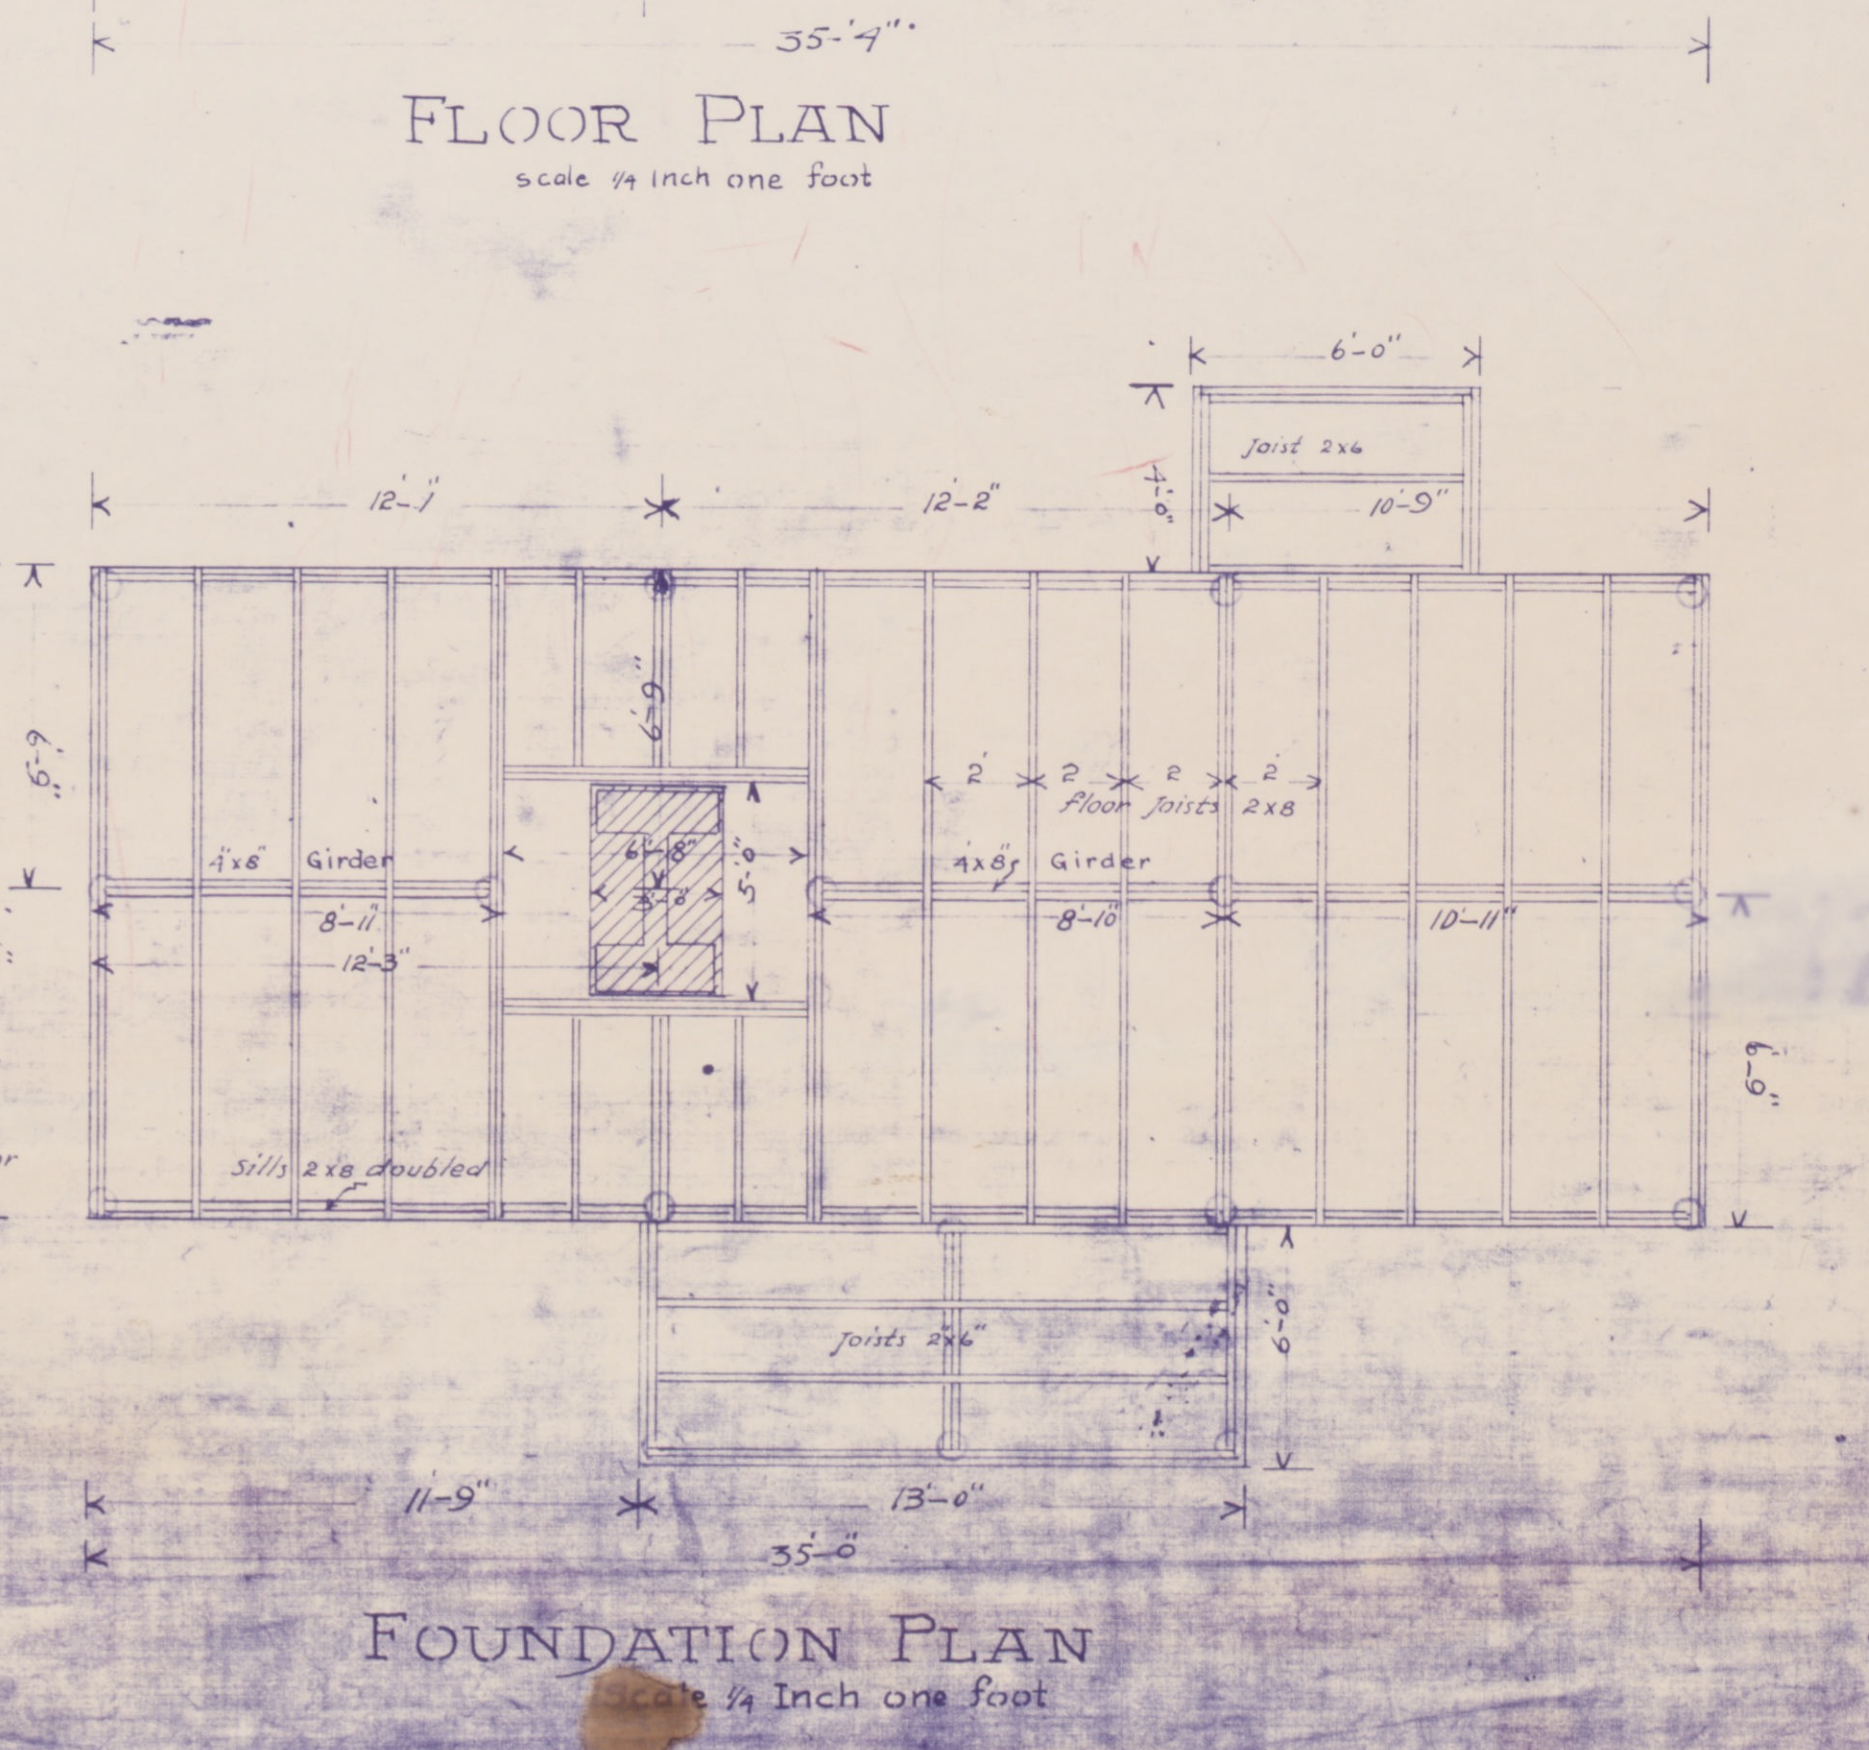 35'-4"
FLOOR PLAN
scale 1/4 Inch one foot
6'-0"
Joist 2x6
4'-0"
12'-1"
12'-2"
10'-9"
6'-9"
6'-9"
2'
2
2
2'
floor Joists 2x8
4"x8" Girder
6'-8"
5'-0"
4x8" Girder
8'-11"
8'-10"
10'-11"
12'-3"
6'-9"
Sills 2x8 doubled
Joists 2"x6"
6'-0"
11'-9"
13'-0"
35'-0"
FOUNDATION PLAN
Scale 1/4 Inch one foot